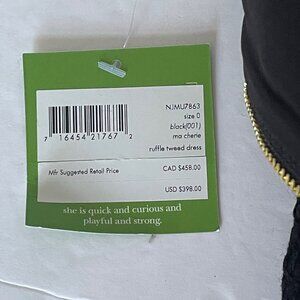 NJMU7863
size 0
black(001)
ma cherie
ruffle tweed dress
7 16454 21767 2
Mfr Suggested Retail Price
CAD $458.00
USD $398.00
she is quick and curious and
playful and strong.